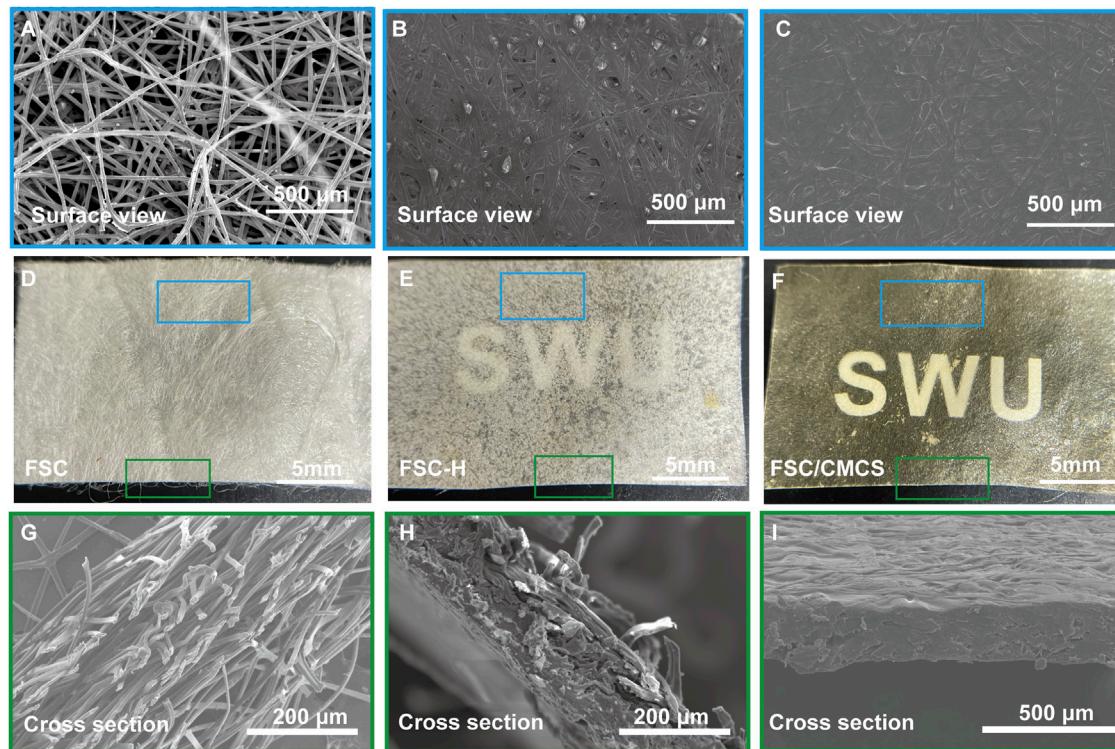 A
500 µm
Surface view
B
500 µm
Surface view
C
500 µm
Surface view
D
FSC
5mm
E
SWU
FSC-H
5mm
F
SWU
FSC/CMCS
5mm
G
Cross section
200 µm
H
Cross section
200 µm
I
Cross section
500 µm